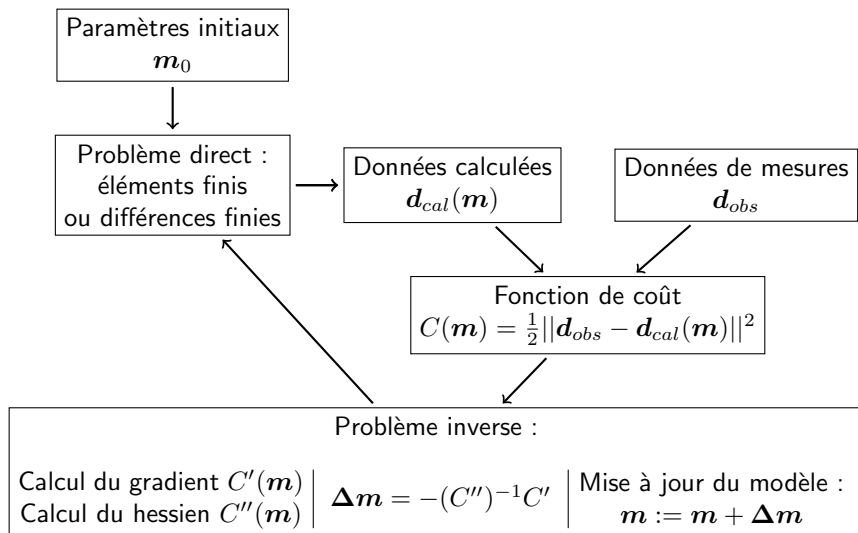 Paramètres initiaux
m₀
Problème direct :
éléments finis
ou différences finies
Données calculées
d_cal(m)
Données de mesures
d_obs
Fonction de coût
C(m) = ½||d_obs − d_cal(m)||²
Problème inverse :
Calcul du gradient C′(m)
Calcul du hessien C″(m)
Δm = −(C″)⁻¹C′
Mise à jour du modèle :
m := m + Δm